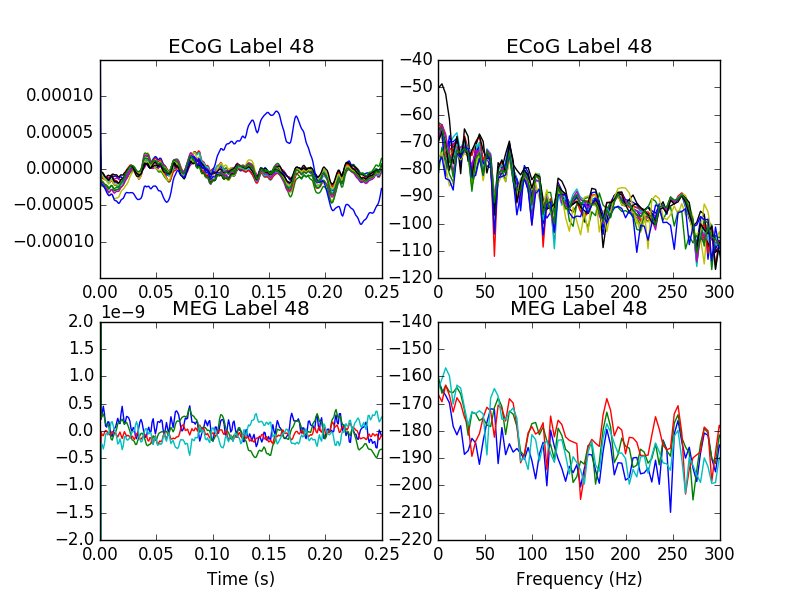 ECoG Label 48
0.00010
0.00005
0.00000
−0.00005
−0.00010
0.00 0.05 0.10 0.15 0.20 0.25
ECoG Label 48
−40
−50
−60
−70
−80
−90
−100
−110
−120
0 50 100 150 200 250 300
MEG Label 48
1e−9
2.0
1.5
1.0
0.5
0.0
−0.5
−1.0
−1.5
−2.0
0.00 0.05 0.10 0.15 0.20 0.25
Time (s)
MEG Label 48
−140
−150
−160
−170
−180
−190
−200
−210
−220
0 50 100 150 200 250 300
Frequency (Hz)